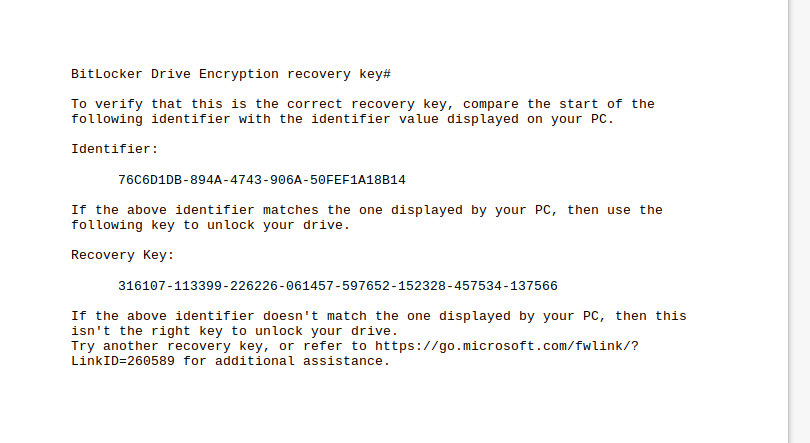 BitLocker Drive Encryption recovery key#
To verify that this is the correct recovery key, compare the start of the
following identifier with the identifier value displayed on your PC.
Identifier:
76C6D1DB-894A-4743-906A-50FEF1A18B14
If the above identifier matches the one displayed by your PC, then use the
following key to unlock your drive.
Recovery Key:
316107-113399-226226-061457-597652-152328-457534-137566
If the above identifier doesn't match the one displayed by your PC, then this
isn't the right key to unlock your drive.
Try another recovery key, or refer to https://go.microsoft.com/fwlink/?
LinkID=260589 for additional assistance.